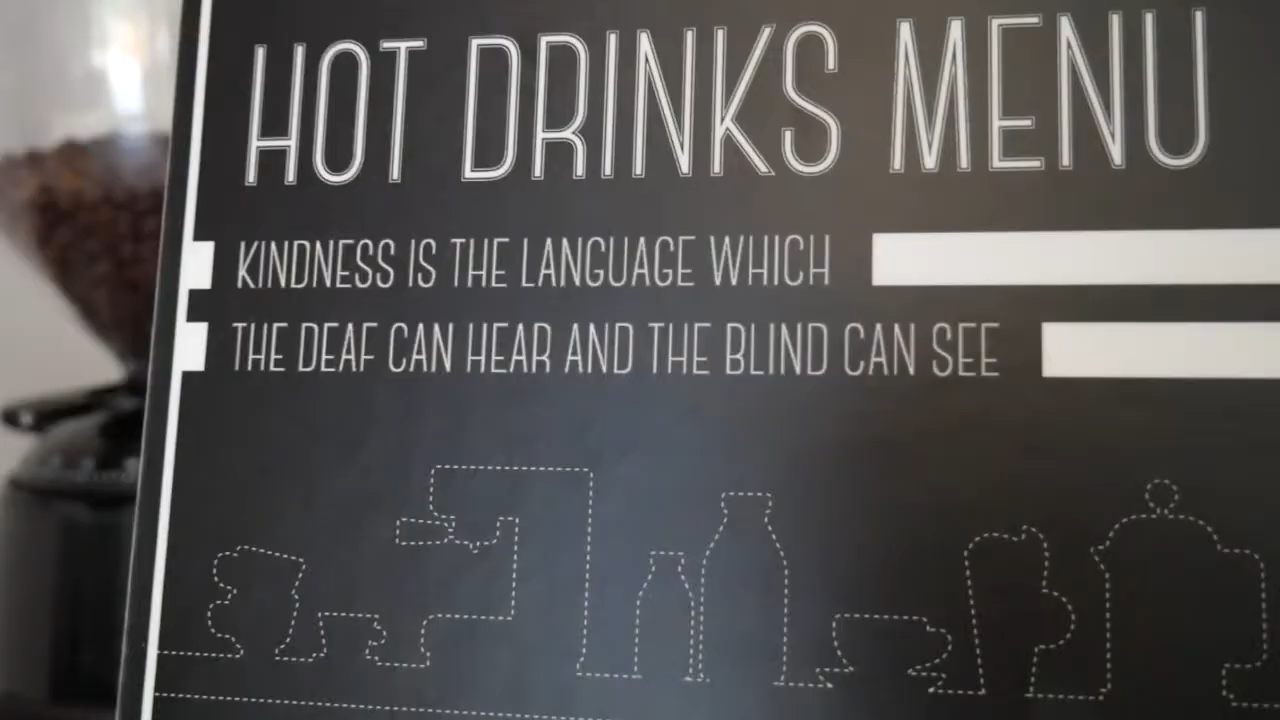 HOT DRINKS MENU
KINDNESS IS THE LANGUAGE WHICH
THE DEAF CAN HEAR AND THE BLIND CAN SEE